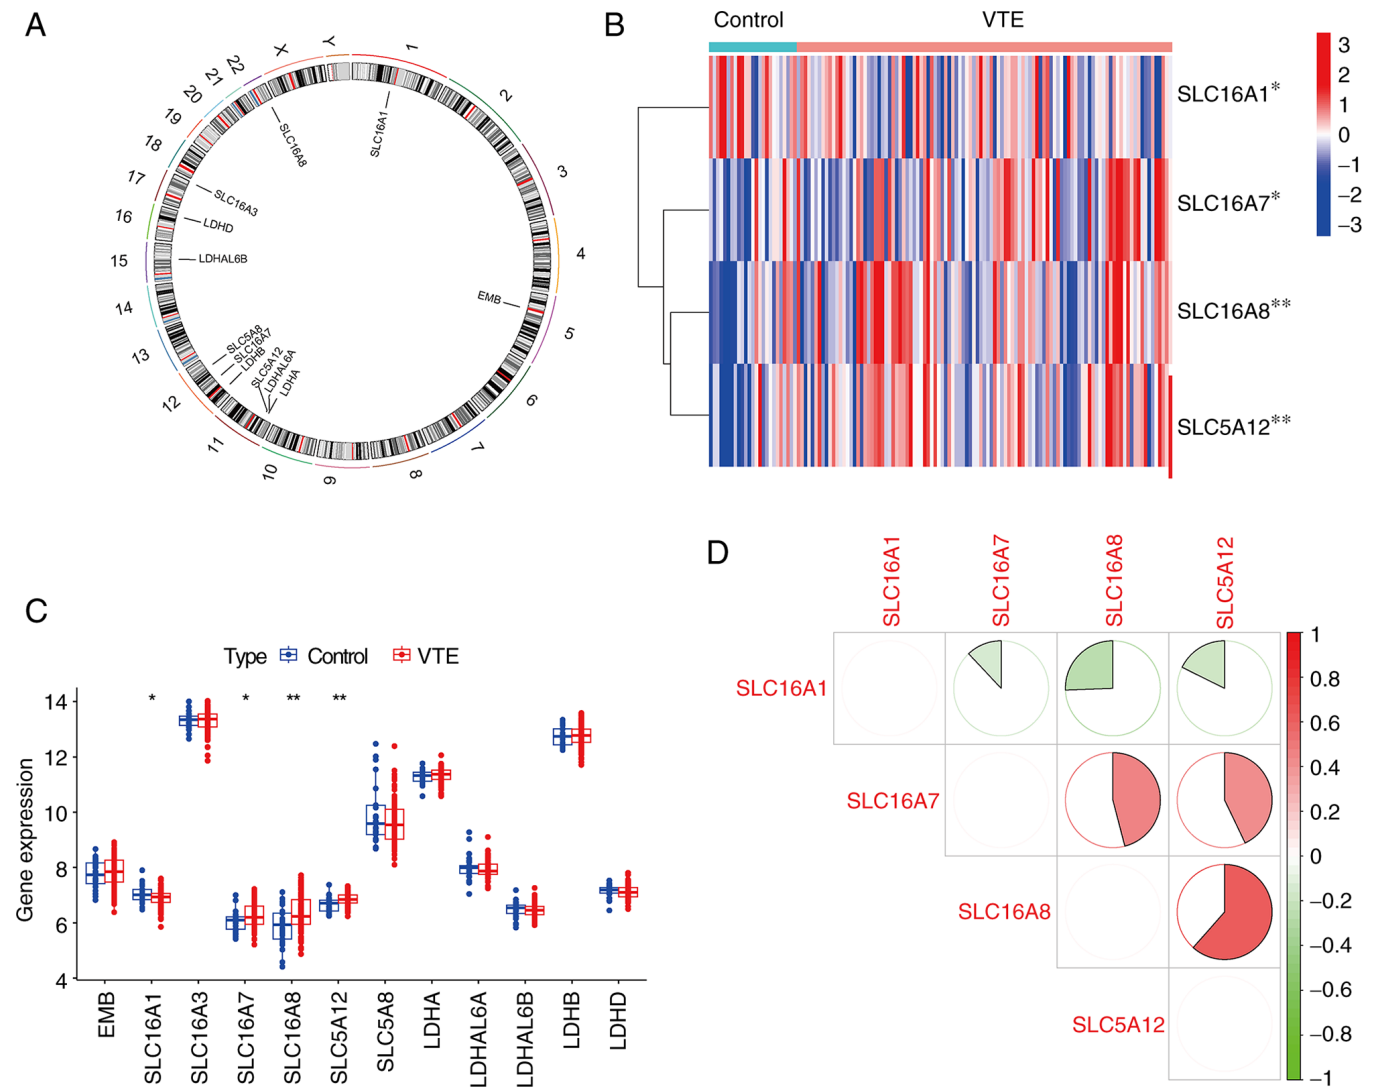 A
1
2
3
4
5
6
7
8
9
10
11
12
13
14
15
16
17
18
19
20
21
22
X
Y
SLC16A1
SLC16A8
SLC16A3
LDHD
LDHAL6B
EMB
SLC5A8
SLC16A7
LDHB
SLC5A12
LDHAL6A
LDHA
B
Control VTE
SLC16A1*
SLC16A7*
SLC16A8**
SLC5A12**
3
2
1
0
−1
−2
−3
C
Type Control VTE
* * ** **
Gene expression
14
12
10
8
6
4
EMB
SLC16A1
SLC16A3
SLC16A7
SLC16A8
SLC5A12
SLC5A8
LDHA
LDHAL6A
LDHAL6B
LDHB
LDHD
D
SLC16A1
SLC16A7
SLC16A8
SLC5A12
SLC16A1
SLC16A7
SLC16A8
SLC5A12
1
0.8
0.6
0.4
0.2
0
−0.2
−0.4
−0.6
−0.8
−1